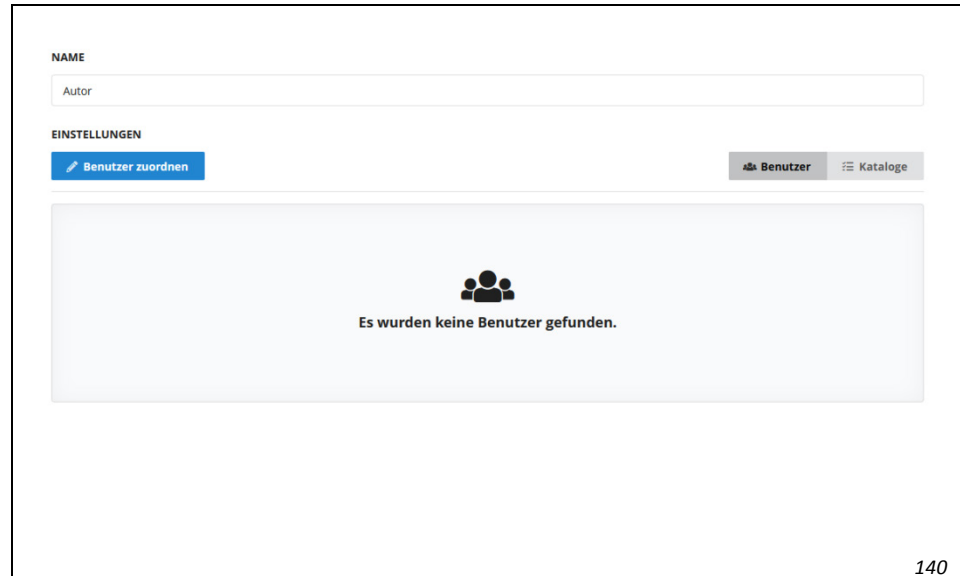 NAME
Autor
EINSTELLUNGEN
Benutzer zuordnen
Benutzer
Kataloge
Es wurden keine Benutzer gefunden.
140